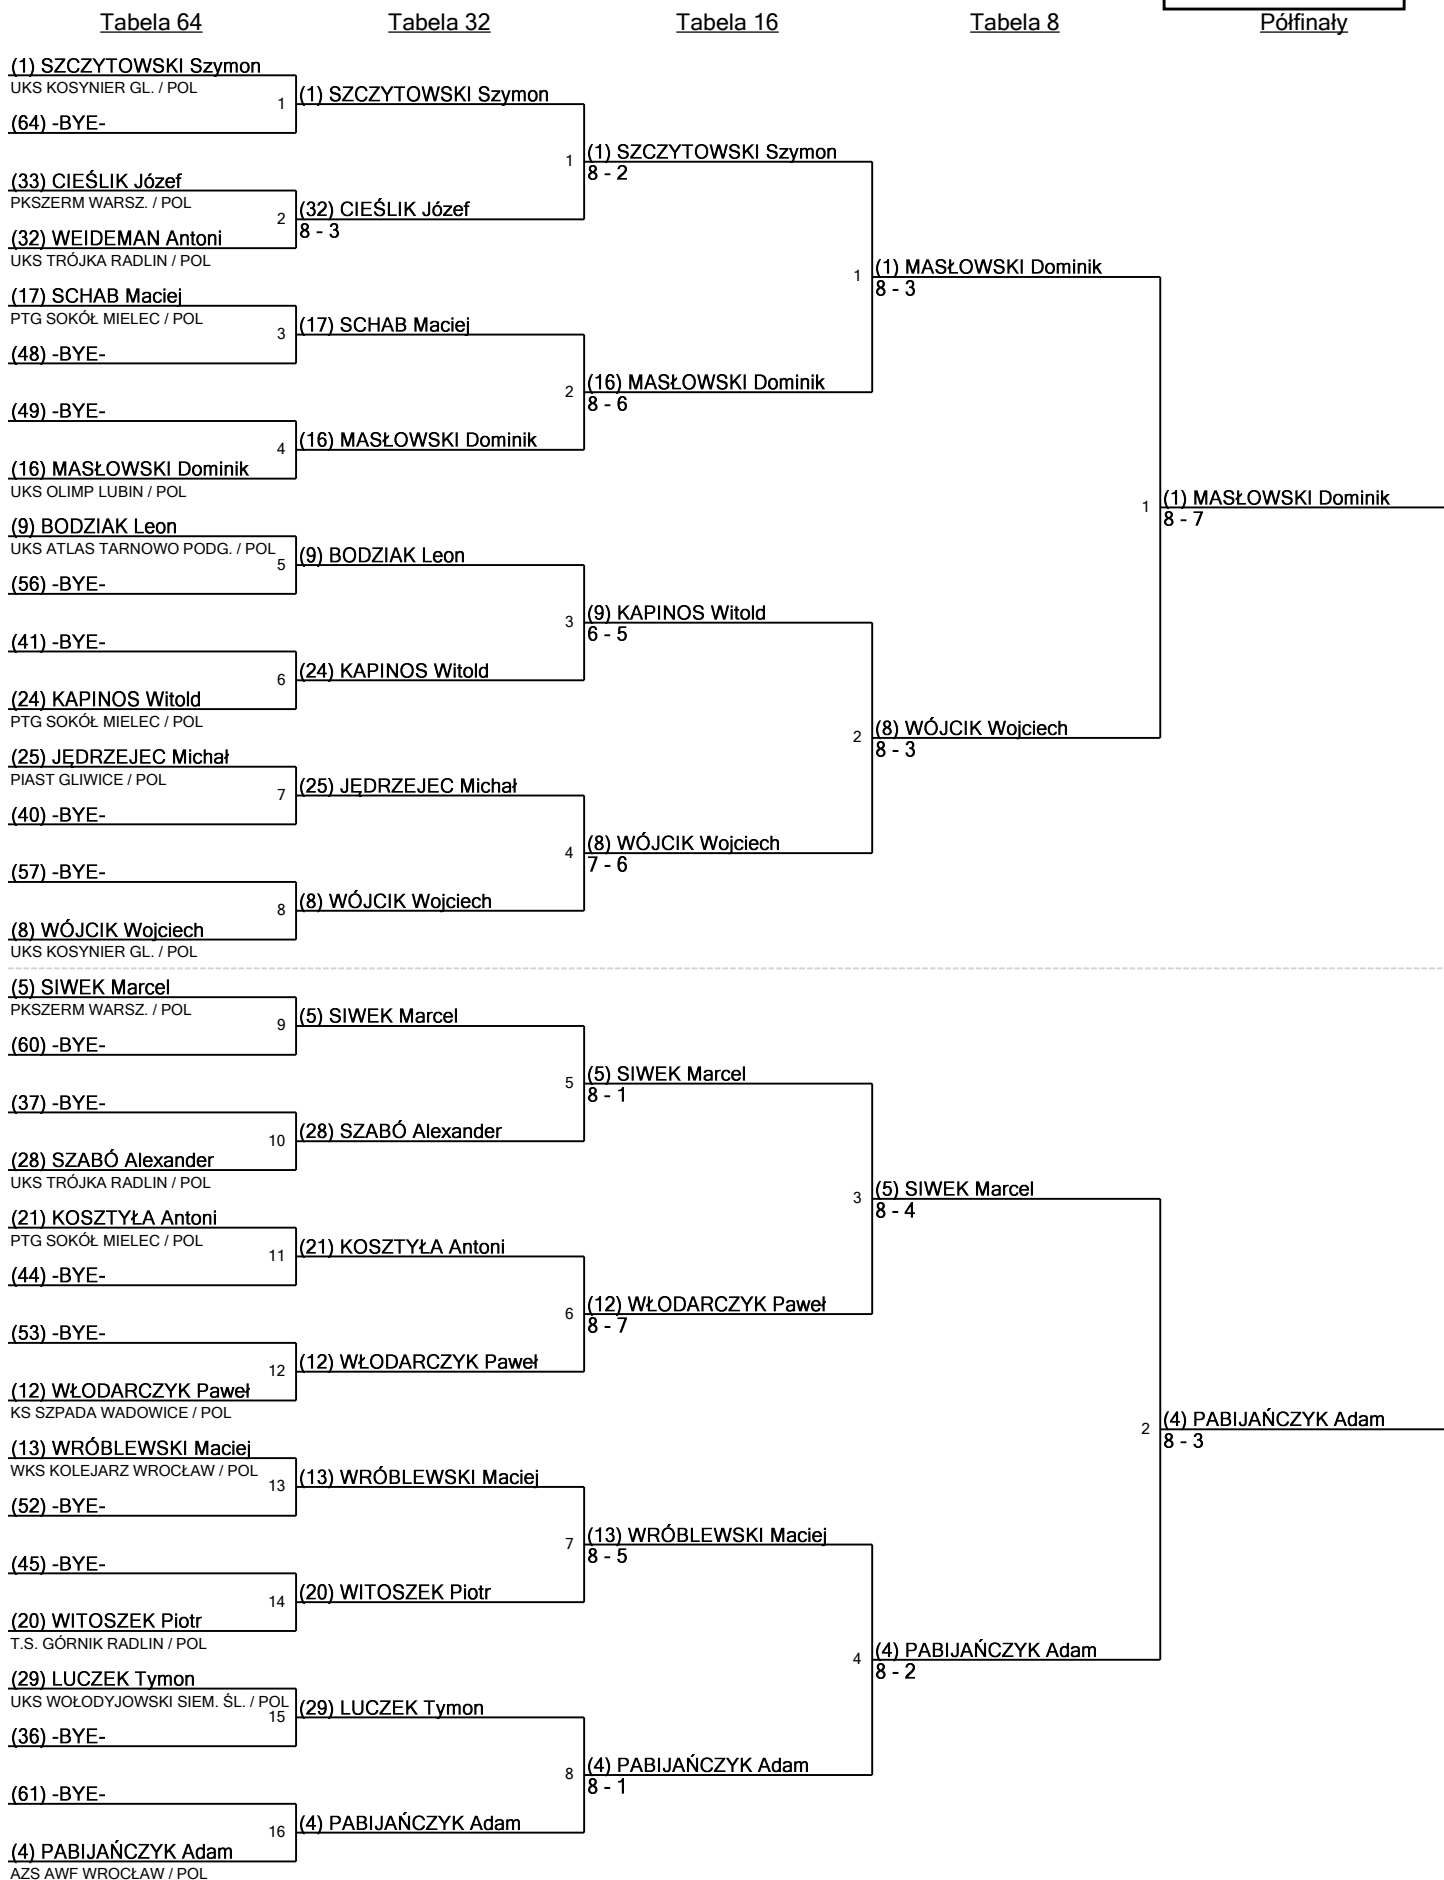 Tabela 64
Tabela 32
Tabela 16
Tabela 8
Półfinały
(1) SZCZYTOWSKI Szymon
UKS KOSYNIER GL. / POL
(64) -BYE-
1
(33) CIEŚLIK Józef
PKSZERM WARSZ. / POL
(32) WEIDEMAN Antoni
UKS TRÓJKA RADLIN / POL
2
(17) SCHAB Maciej
PTG SOKÓŁ MIELEC / POL
(48) -BYE-
3
(49) -BYE-
(16) MASŁOWSKI Dominik
UKS OLIMP LUBIN / POL
4
(9) BODZIAK Leon
UKS ATLAS TARNOWO PODG. / POL
(56) -BYE-
5
(41) -BYE-
(24) KAPINOS Witold
PTG SOKÓŁ MIELEC / POL
6
(25) JĘDRZEJEC Michał
PIAST GLIWICE / POL
(40) -BYE-
7
(57) -BYE-
(8) WÓJCIK Wojciech
UKS KOSYNIER GL. / POL
8
(5) SIWEK Marcel
PKSZERM WARSZ. / POL
(60) -BYE-
9
(37) -BYE-
(28) SZABÓ Alexander
UKS TRÓJKA RADLIN / POL
10
(21) KOSZTYŁA Antoni
PTG SOKÓŁ MIELEC / POL
(44) -BYE-
11
(53) -BYE-
(12) WŁODARCZYK Paweł
KS SZPADA WADOWICE / POL
12
(13) WRÓBLEWSKI Maciej
WKS KOLEJARZ WROCŁAW / POL
(52) -BYE-
13
(45) -BYE-
(20) WITOSZEK Piotr
T.S. GÓRNIK RADLIN / POL
14
(29) LUCZEK Tymon
UKS WOŁODYJOWSKI SIEM. ŚL. / POL
(36) -BYE-
15
(61) -BYE-
(4) PABIJAŃCZYK Adam
AZS AWF WROCŁAW / POL
16
(1) SZCZYTOWSKI Szymon
(32) CIEŚLIK Józef
8 - 3
1
(17) SCHAB Maciej
(16) MASŁOWSKI Dominik
2
(9) BODZIAK Leon
(24) KAPINOS Witold
3
(25) JĘDRZEJEC Michał
(8) WÓJCIK Wojciech
4
(5) SIWEK Marcel
(28) SZABÓ Alexander
5
(21) KOSZTYŁA Antoni
(12) WŁODARCZYK Paweł
6
(13) WRÓBLEWSKI Maciej
(20) WITOSZEK Piotr
7
(29) LUCZEK Tymon
(4) PABIJAŃCZYK Adam
8
(1) SZCZYTOWSKI Szymon
8 - 2
(16) MASŁOWSKI Dominik
8 - 6
1
(9) KAPINOS Witold
6 - 5
(8) WÓJCIK Wojciech
7 - 6
2
(5) SIWEK Marcel
8 - 1
(12) WŁODARCZYK Paweł
8 - 7
3
(13) WRÓBLEWSKI Maciej
8 - 5
(4) PABIJAŃCZYK Adam
8 - 1
4
(1) MASŁOWSKI Dominik
8 - 3
(8) WÓJCIK Wojciech
8 - 3
1
(5) SIWEK Marcel
8 - 4
(4) PABIJAŃCZYK Adam
8 - 2
2
(1) MASŁOWSKI Dominik
8 - 7
(4) PABIJAŃCZYK Adam
8 - 3